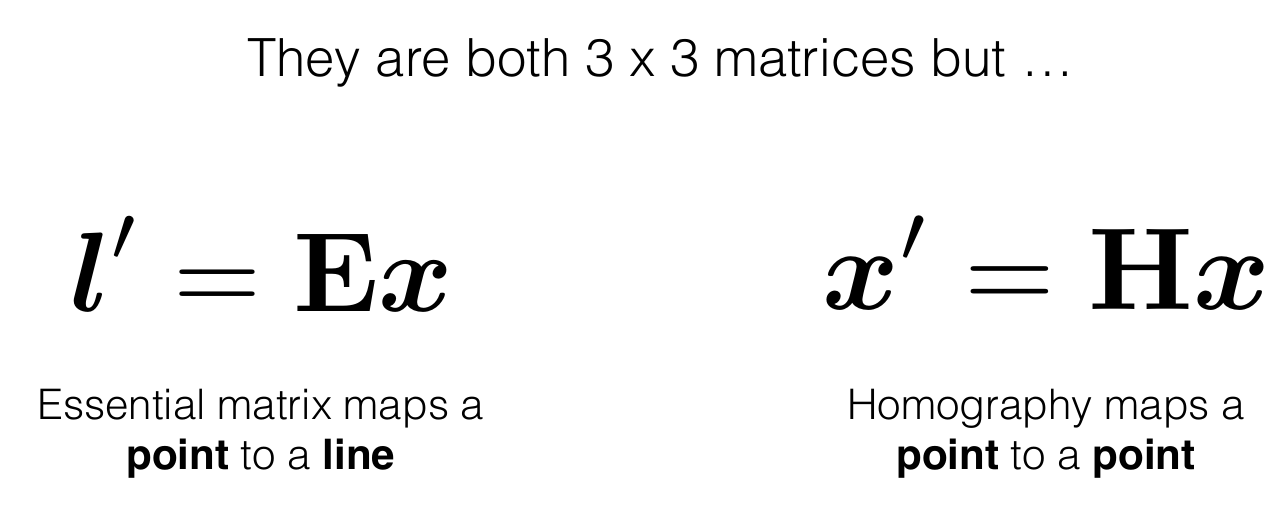 They are both 3 x 3 matrices but …
l′ = Ex
x′ = Hx
Essential matrix maps a
point to a line
Homography maps a
point to a point